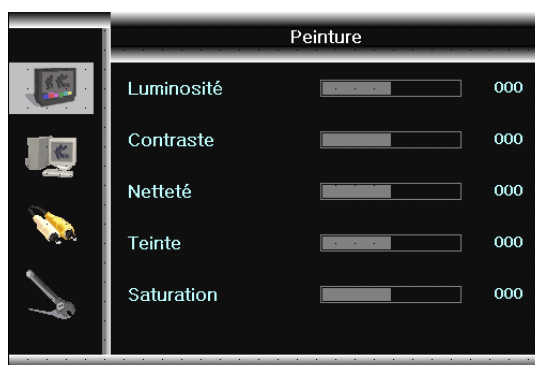 Peinture
Luminosité 000
Contraste 000
Netteté 000
Teinte 000
Saturation 000